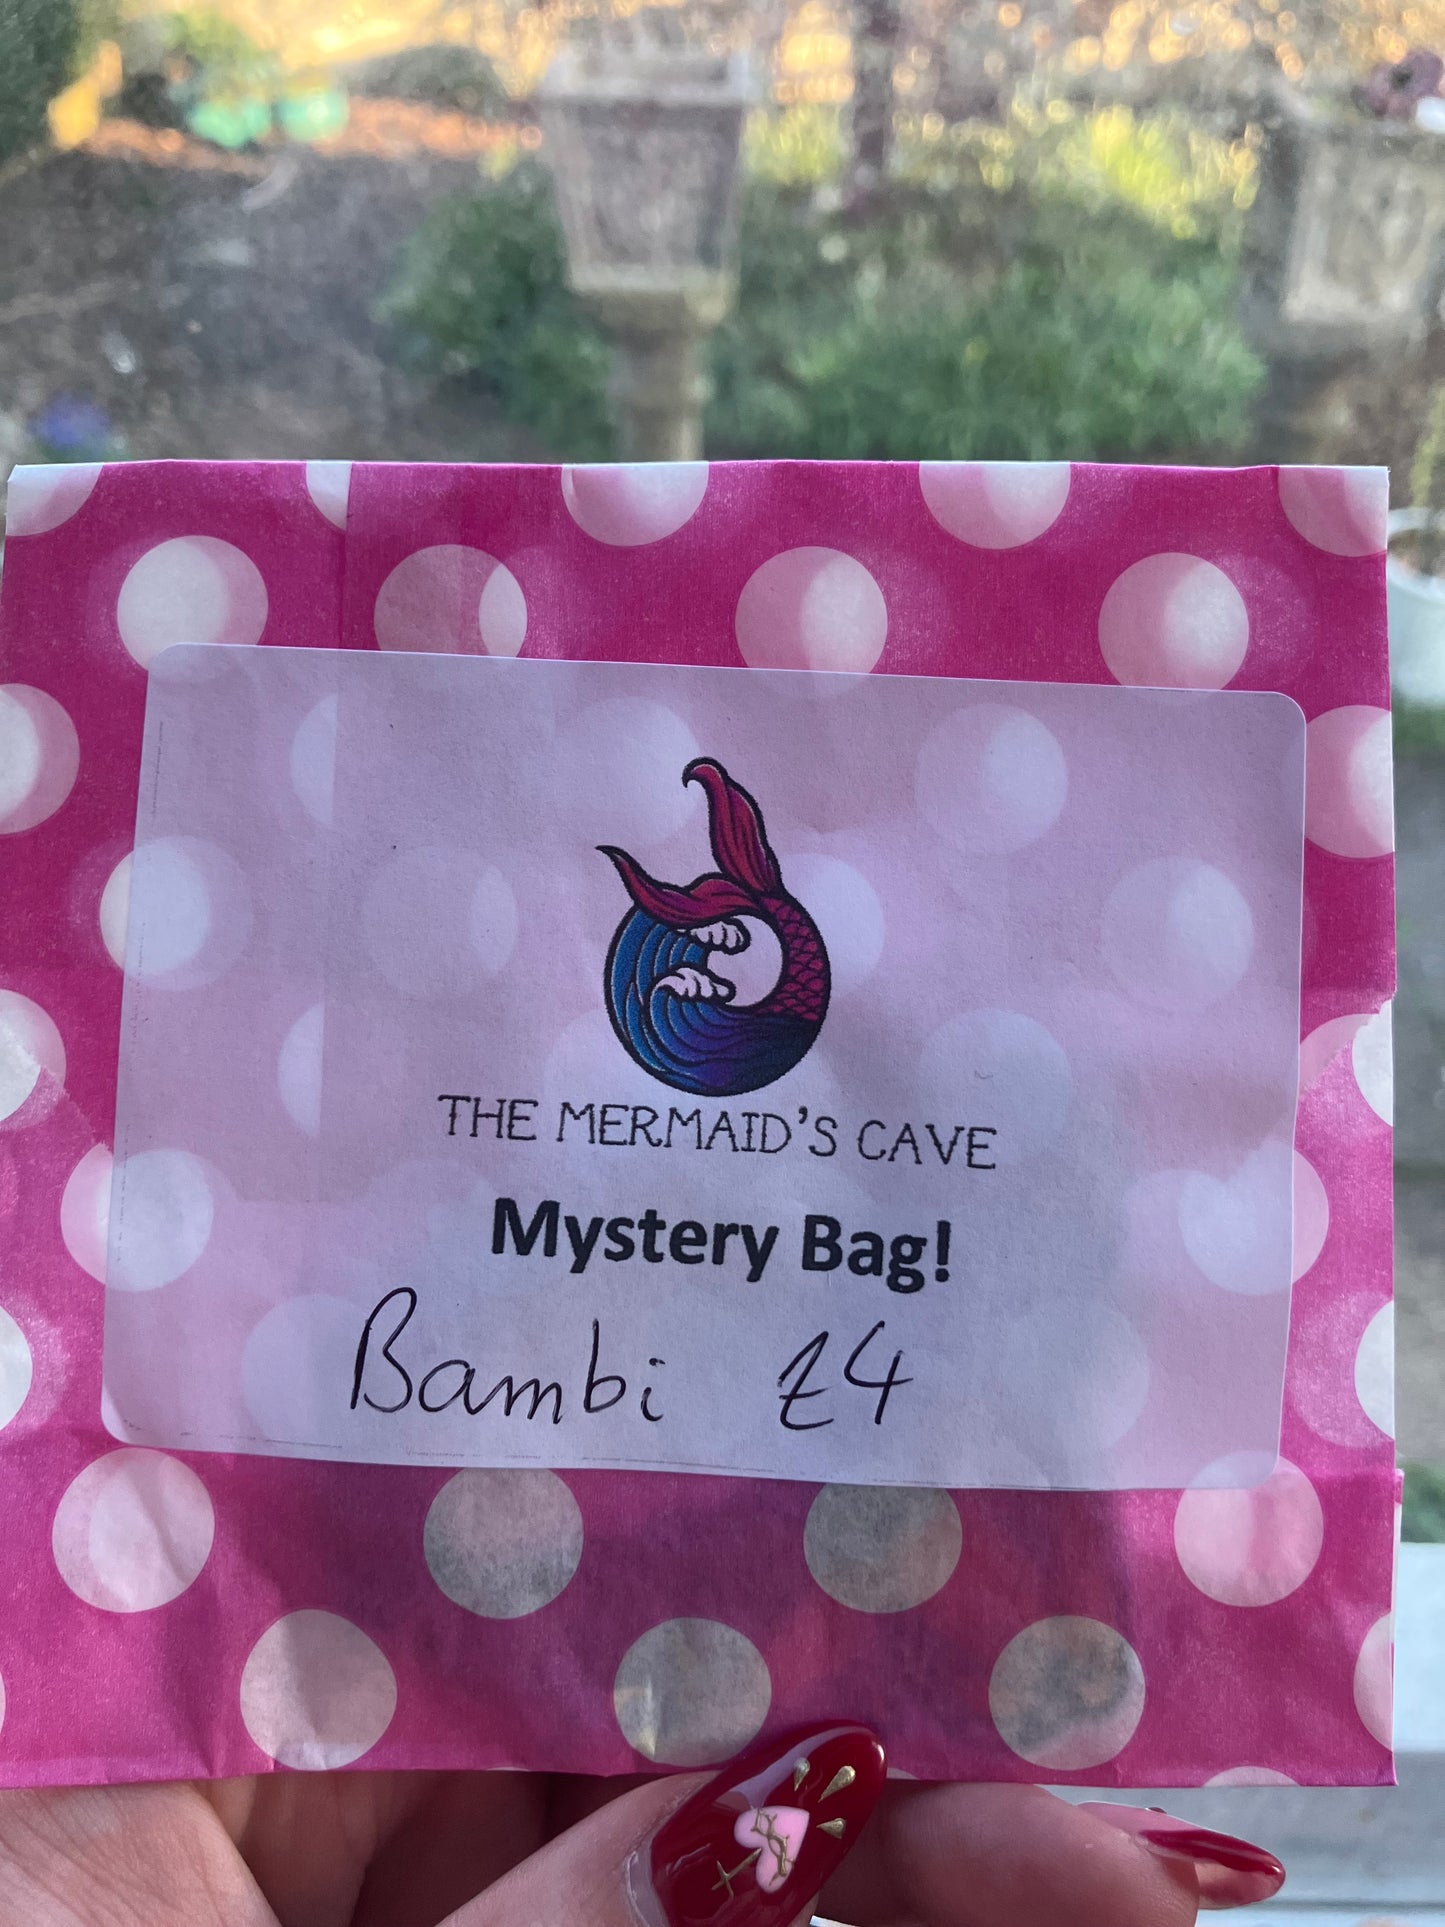 THE MERMAID'S CAVE
Mystery Bag!
Bambi £4